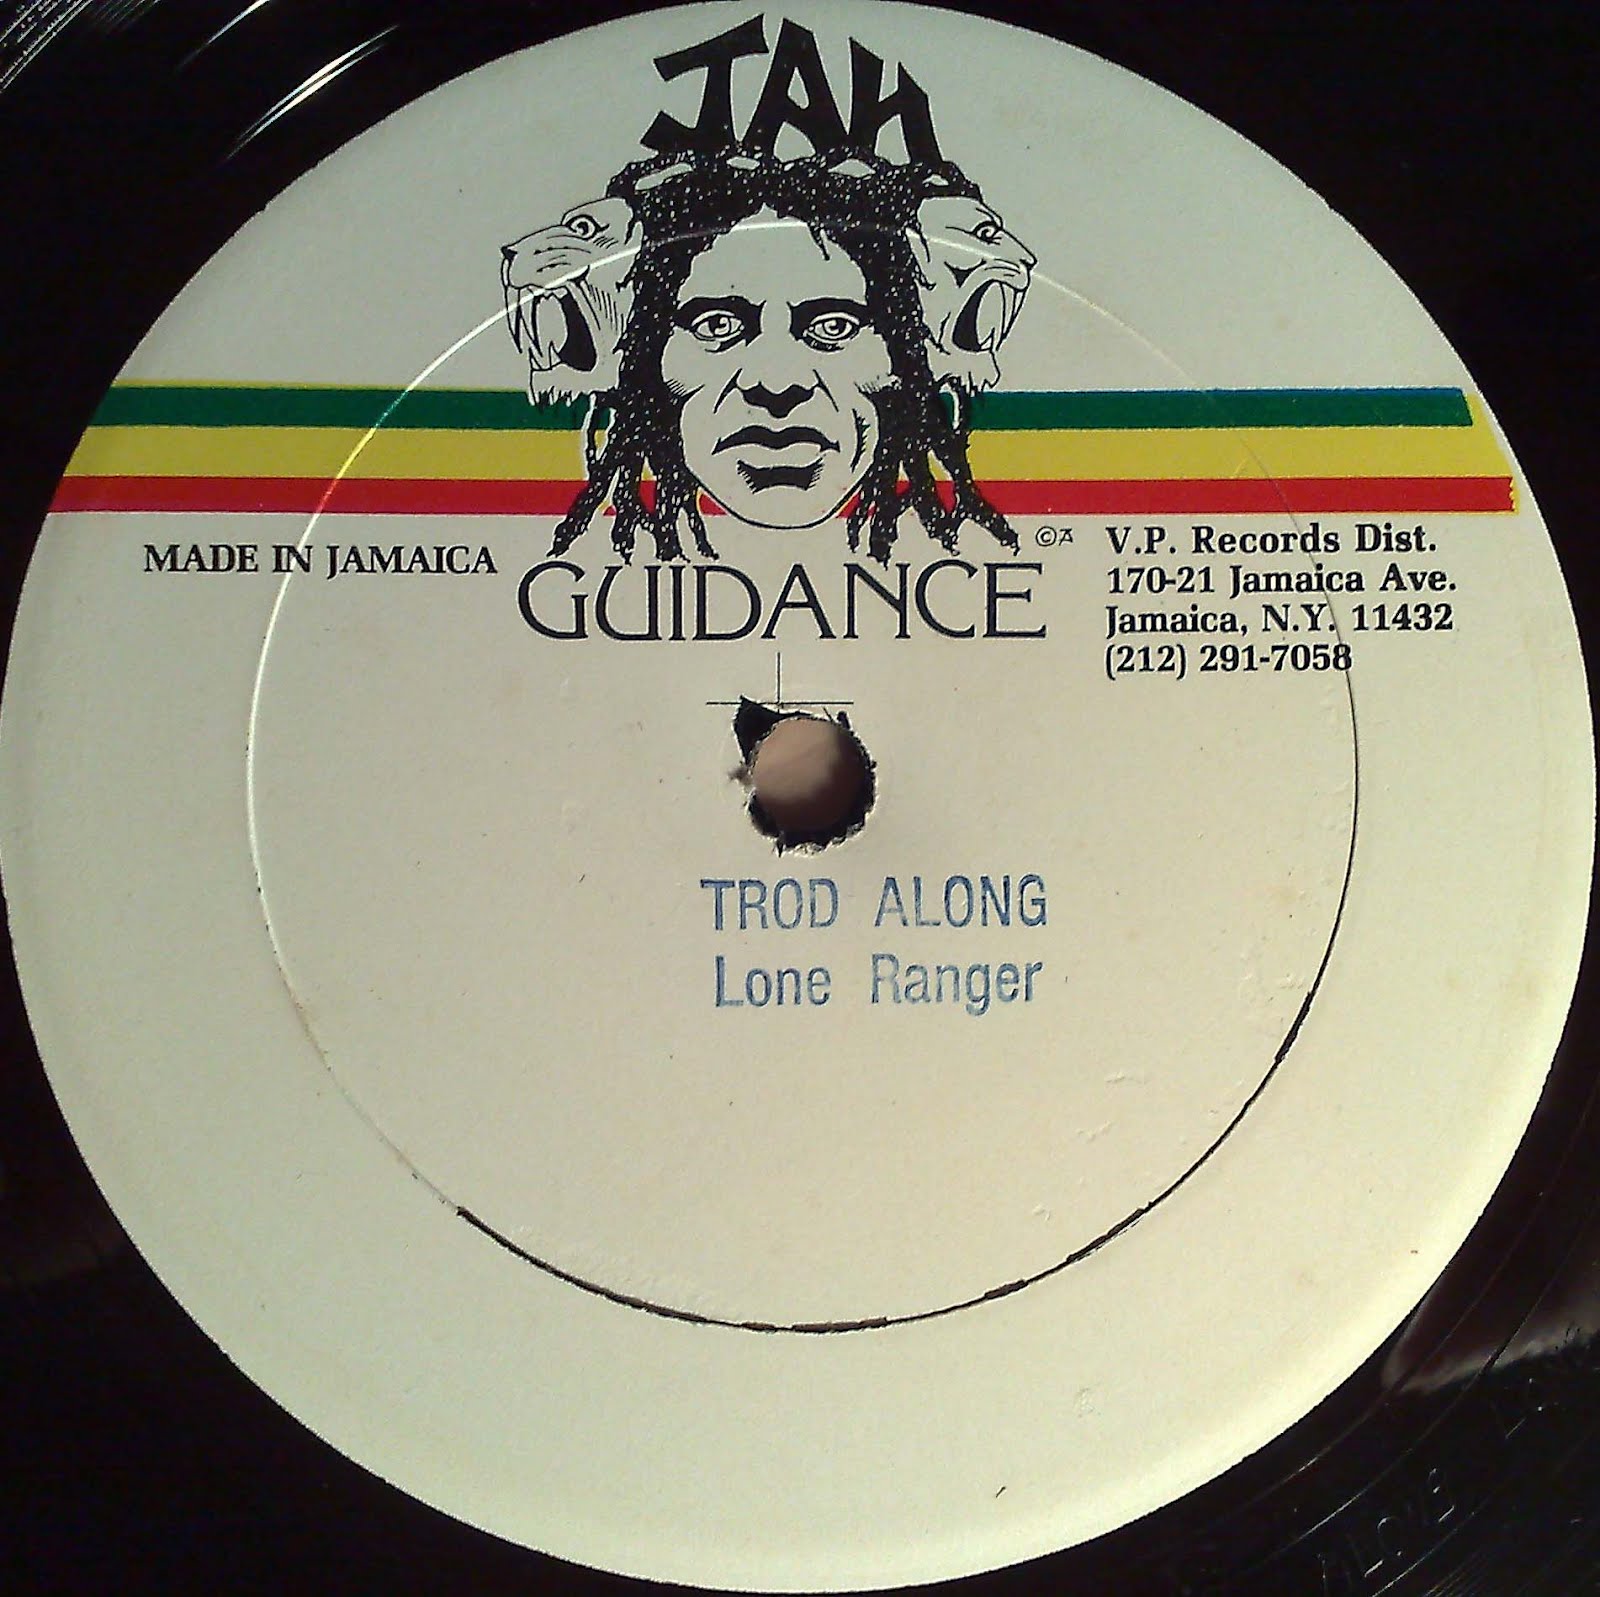 JAH
GUIDANCE
©
MADE IN JAMAICA
V.P. Records Dist.
170-21 Jamaica Ave.
Jamaica, N.Y. 11432
(212) 291-7058
TROD ALONG
Lone Ranger